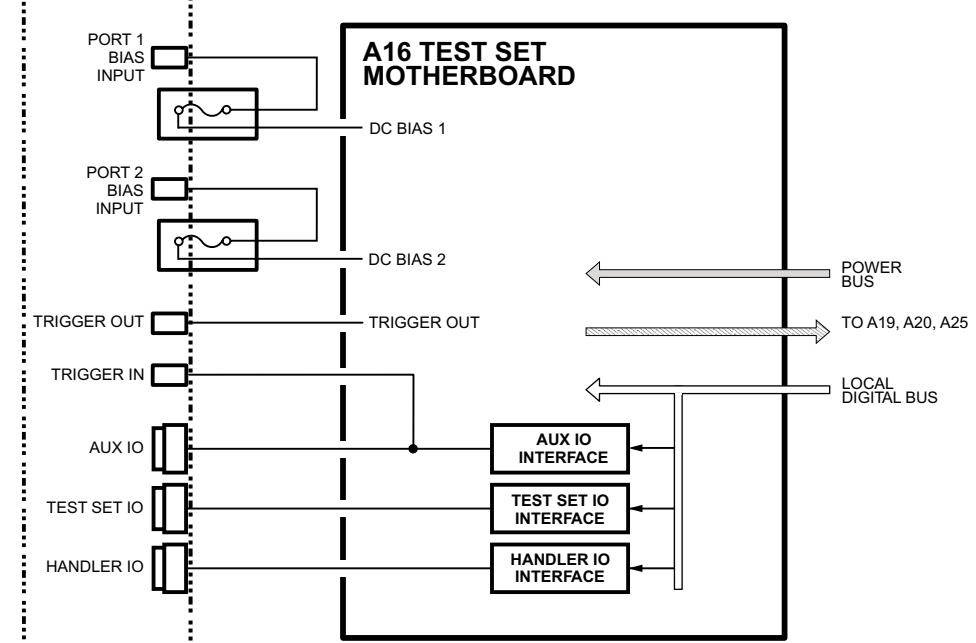 PORT 1
BIAS
INPUT
A16 TEST SET
MOTHERBOARD
DC BIAS 1
PORT 2
BIAS
INPUT
DC BIAS 2
POWER
BUS
TRIGGER OUT
TRIGGER OUT
TO A19, A20, A25
TRIGGER IN
LOCAL
DIGITAL BUS
AUX IO
AUX IO
INTERFACE
TEST SET IO
TEST SET IO
INTERFACE
HANDLER IO
HANDLER IO
INTERFACE